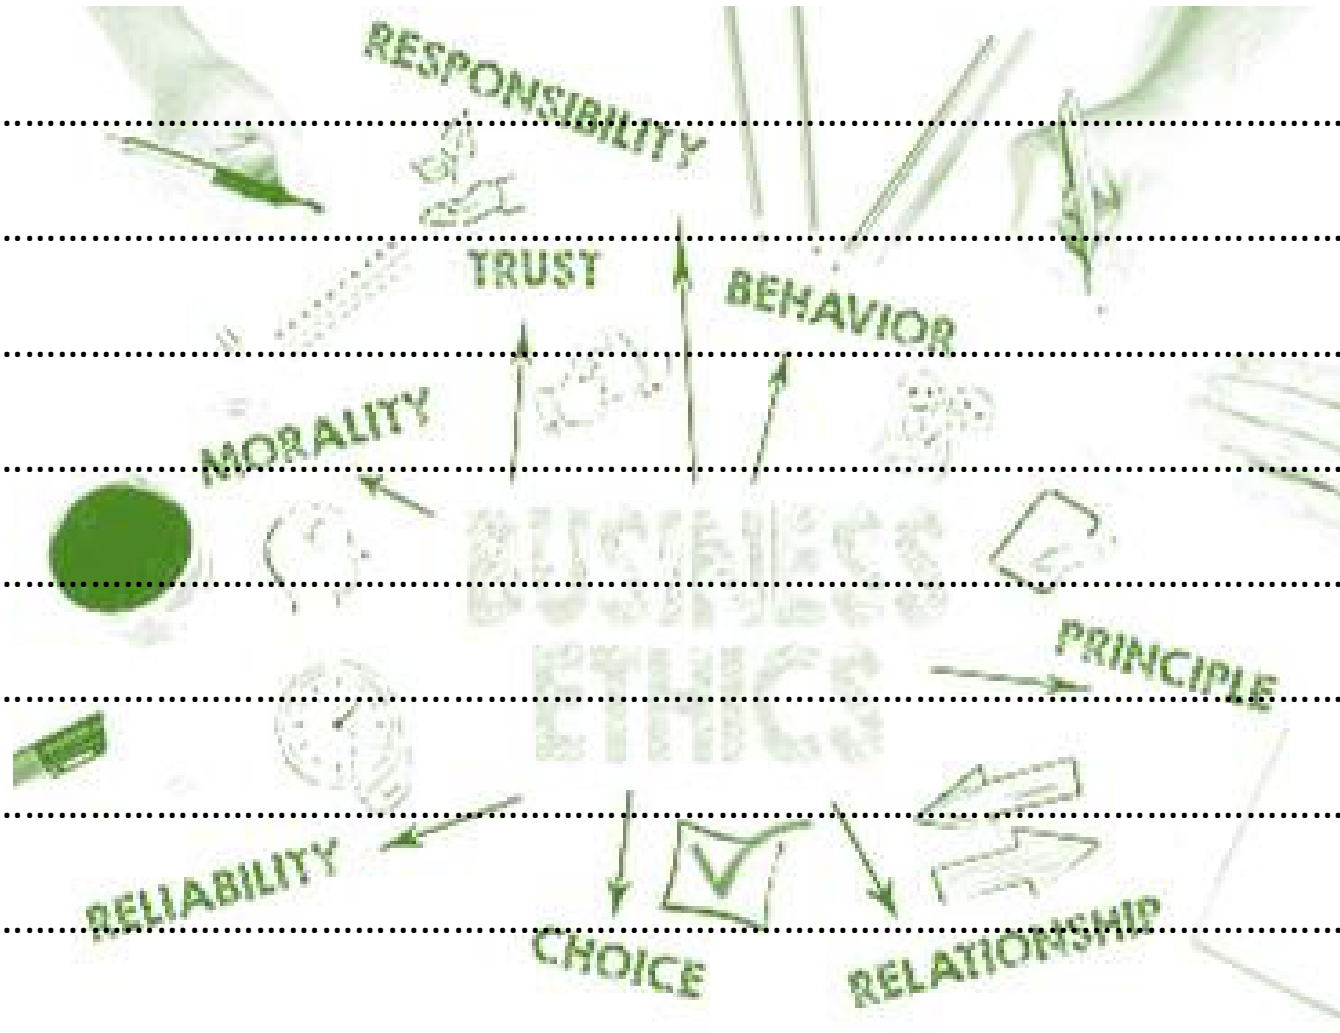 RESPONSIBILITY
TRUST
BEHAVIOR
MORALITY
BUSINESS
ETHICS
PRINCIPLE
RELIABILITY
CHOICE
RELATIONSHIP